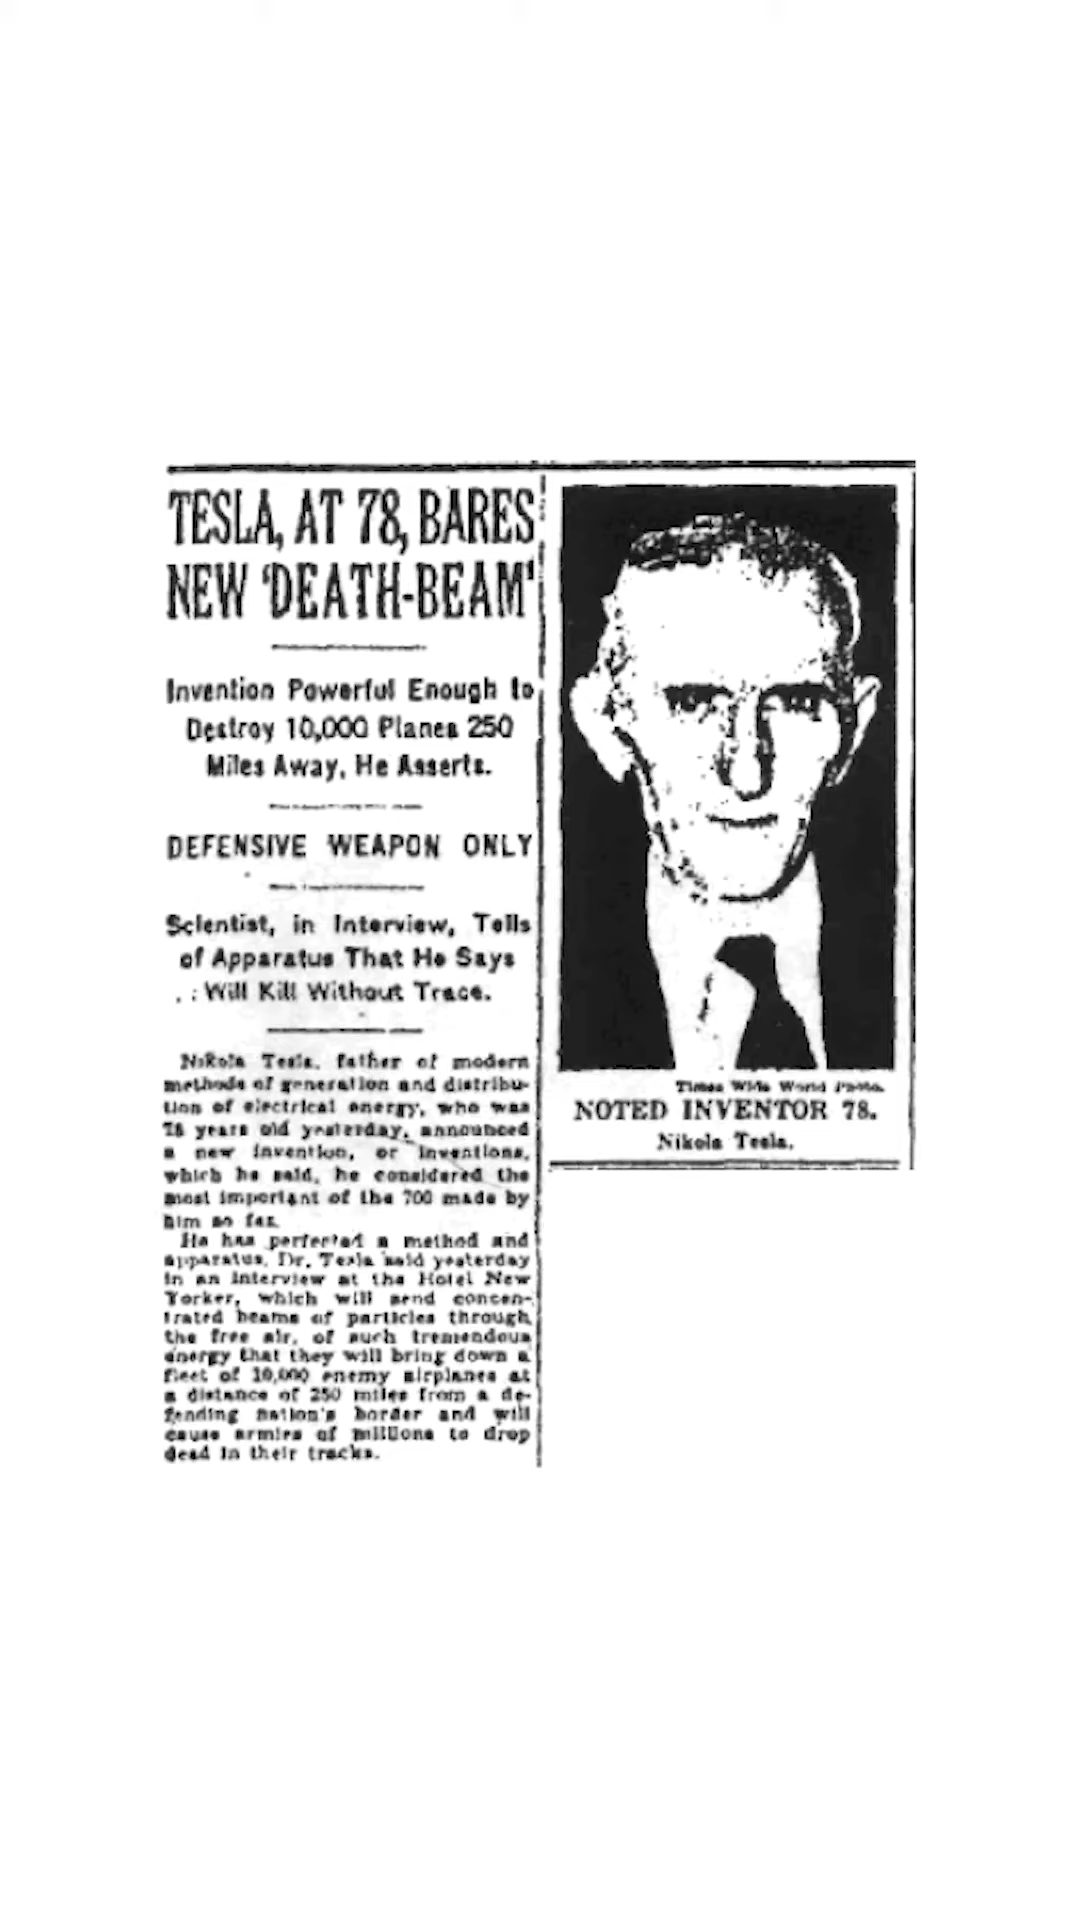 TESLA, AT 78, BARES
NEW 'DEATH-BEAM'
Invention Powerful Enough to
Destroy 10,000 Planes 250
Miles Away, He Asserts.
DEFENSIVE WEAPON ONLY
Scientist, in Interview, Tells
of Apparatus That He Says
Will Kill Without Trace.
Nikola Tesla, father of modern
methods of generation and distribu-
tion of electrical energy, who was
78 years old yesterday, announced
a new invention, or inventions,
which he said, he considered the
most important of the 700 made by
him so far.
He has perfected a method and
apparatus, Dr. Tesla said yesterday
in an interview at the Hotel New
Yorker, which will send concen-
trated beams of particles through
the free air, of such tremendous
energy that they will bring down a
fleet of 10,000 enemy airplanes at
a distance of 250 miles from a de-
fending nation's border and will
cause armies of millions to drop
dead in their tracks.
Times Wide World Photo.
NOTED INVENTOR 78.
Nikola Tesla.